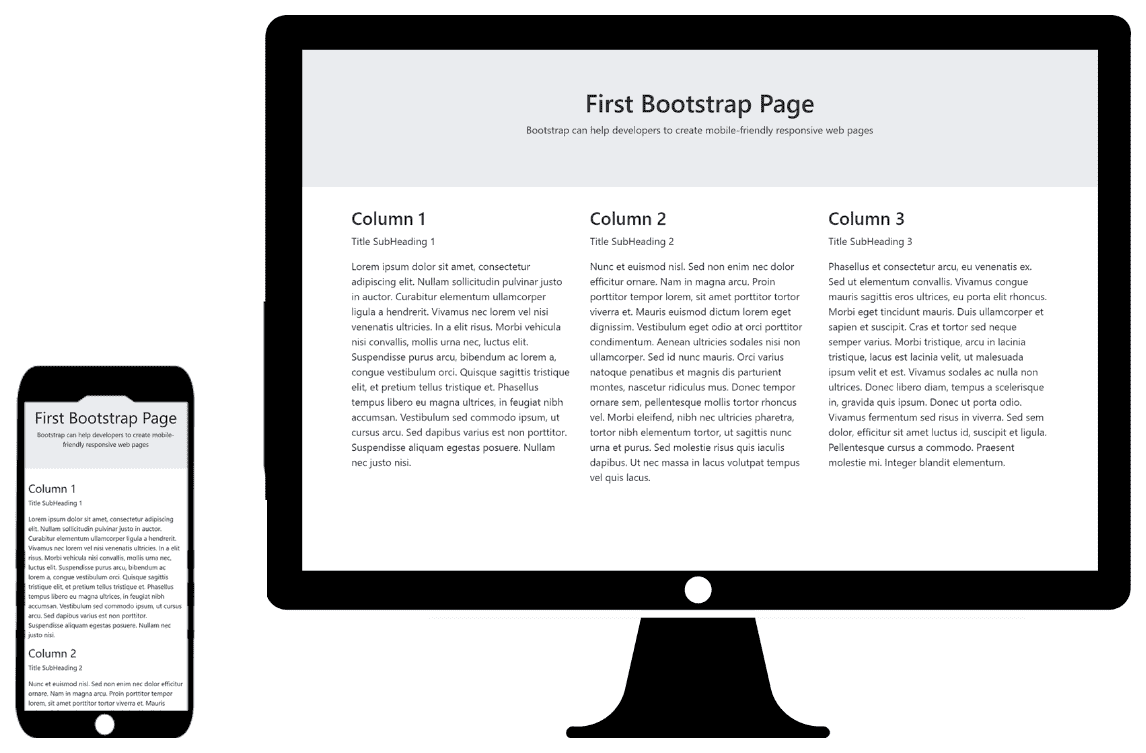 First Bootstrap Page
Bootstrap can help developers to create mobile-friendly responsive web pages
Column 1
Title SubHeading 1
Lorem ipsum dolor sit amet, consectetur
adipiscing elit. Nullam sollicitudin pulvinar justo
in auctor. Curabitur elementum ullamcorper
ligula a hendrerit. Vivamus nec lorem vel nisi
venenatis ultricies. In a elit risus. Morbi vehicula
nisi convallis, mollis urna nec, luctus elit.
Suspendisse purus arcu, bibendum ac lorem a,
congue vestibulum orci. Quisque sagittis tristique
elit, et pretium tellus tristique et. Phasellus
tempus libero eu magna ultrices, in feugiat nibh
accumsan. Vestibulum sed commodo ipsum, ut
cursus arcu. Sed dapibus varius est non porttitor.
Suspendisse aliquam egestas posuere. Nullam
nec justo nisi.
Column 2
Title SubHeading 2
Nunc et euismod nisl. Sed non enim nec dolor
efficitur ornare. Nam in magna arcu. Proin
porttitor tempor lorem, sit amet porttitor tortor
viverra et. Mauris euismod dictum lorem eget
dignissim. Vestibulum eget odio at orci porttitor
condimentum. Aenean ultricies sodales nisi non
ullamcorper. Sed id nunc mauris. Orci varius
natoque penatibus et magnis dis parturient
montes, nascetur ridiculus mus. Donec tempor
ornare sem, pellentesque mollis tortor rhoncus
vel. Morbi eleifend, nibh nec ultricies pharetra,
tortor nibh elementum tortor, ut sagittis nunc
urna et purus. Sed molestie risus quis iaculis
dapibus. Ut nec massa in lacus volutpat tempus
vel quis lacus.
Column 3
Title SubHeading 3
Phasellus et consectetur arcu, eu venenatis ex.
Sed ut elementum convallis. Vivamus congue
mauris sagittis eros ultrices, eu porta elit rhoncus.
Morbi eget tincidunt mauris. Duis ullamcorper et
sapien et suscipit. Cras et tortor sed neque
semper varius. Morbi tristique, arcu in lacinia
tristique, lacus est lacinia velit, ut malesuada
ipsum velit et est. Vivamus sodales ac nulla non
ultrices. Donec libero diam, tempus a scelerisque
in, gravida quis ipsum. Donec ut porta odio.
Vivamus fermentum sed risus in viverra. Sed sem
dolor, efficitur sit amet luctus id, suscipit et ligula.
Pellentesque cursus a commodo. Praesent
molestie mi. Integer blandit elementum.
First Bootstrap Page
Bootstrap can help developers to create mobile-
friendly responsive web pages
Column 1
Title SubHeading 1
Lorem ipsum dolor sit amet, consectetur adipiscing
elit. Nullam sollicitudin pulvinar justo in auctor.
Curabitur elementum ullamcorper ligula a hendrerit.
Vivamus nec lorem vel nisi venenatis ultricies. In a elit
risus. Morbi vehicula nisi convallis, mollis urna nec,
luctus elit. Suspendisse purus arcu, bibendum ac
lorem a, congue vestibulum orci. Quisque sagittis
tristique elit, et pretium tellus tristique et. Phasellus
tempus libero eu magna ultrices, in feugiat nibh
accumsan. Vestibulum sed commodo ipsum, ut cursus
arcu. Sed dapibus varius est non porttitor.
Suspendisse aliquam egestas posuere. Nullam nec
justo nisi.
Column 2
Title SubHeading 2
Nunc et euismod nisl. Sed non enim nec dolor efficitur
ornare. Nam in magna arcu. Proin porttitor tempor
lorem, sit amet porttitor tortor viverra et. Mauris